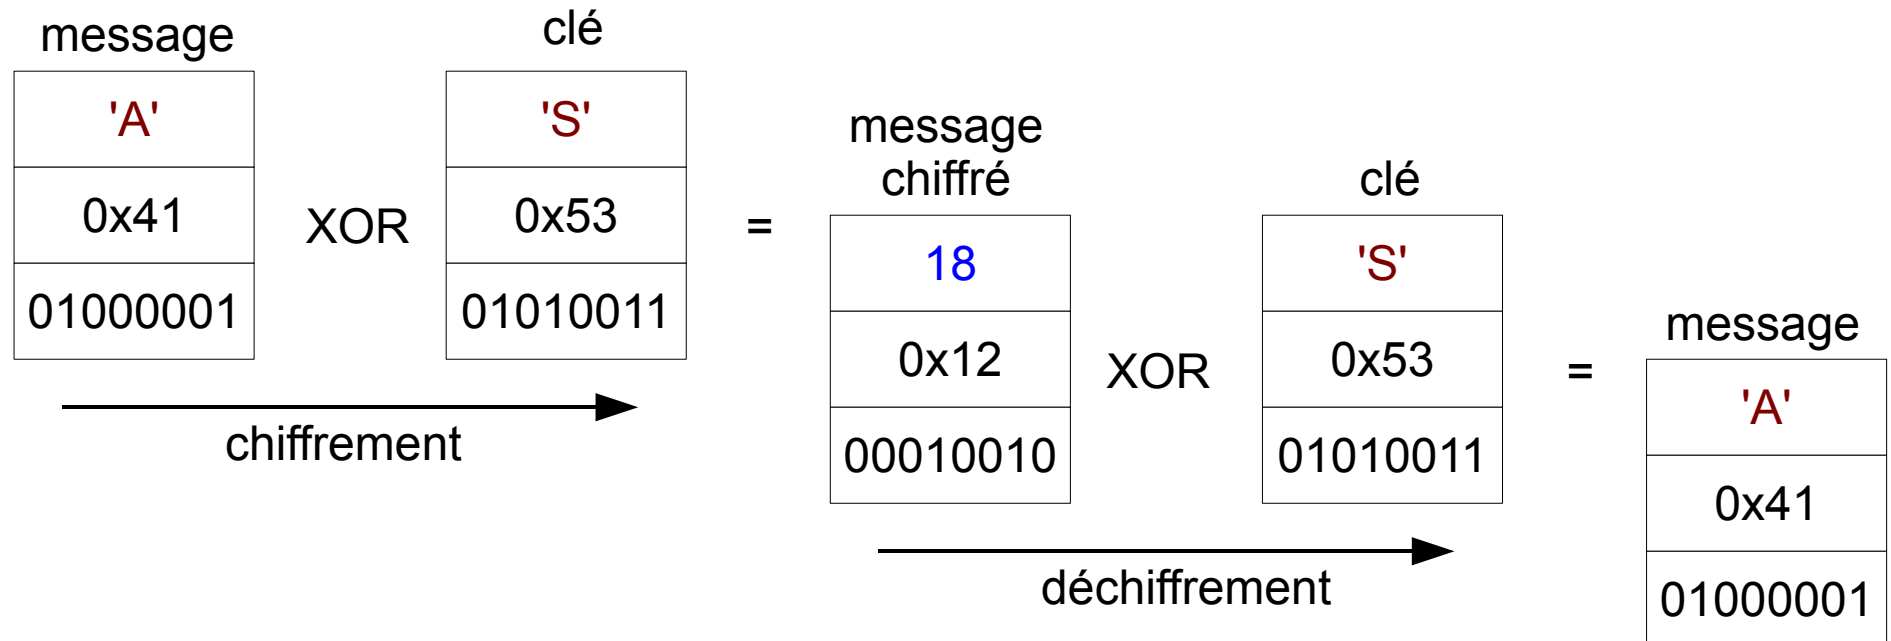 message
'A'
0x41
01000001
XOR
clé
'S'
0x53
01010011
chiffrement
=
message
chiffré
18
0x12
00010010
XOR
clé
'S'
0x53
01010011
déchiffrement
=
message
'A'
0x41
01000001